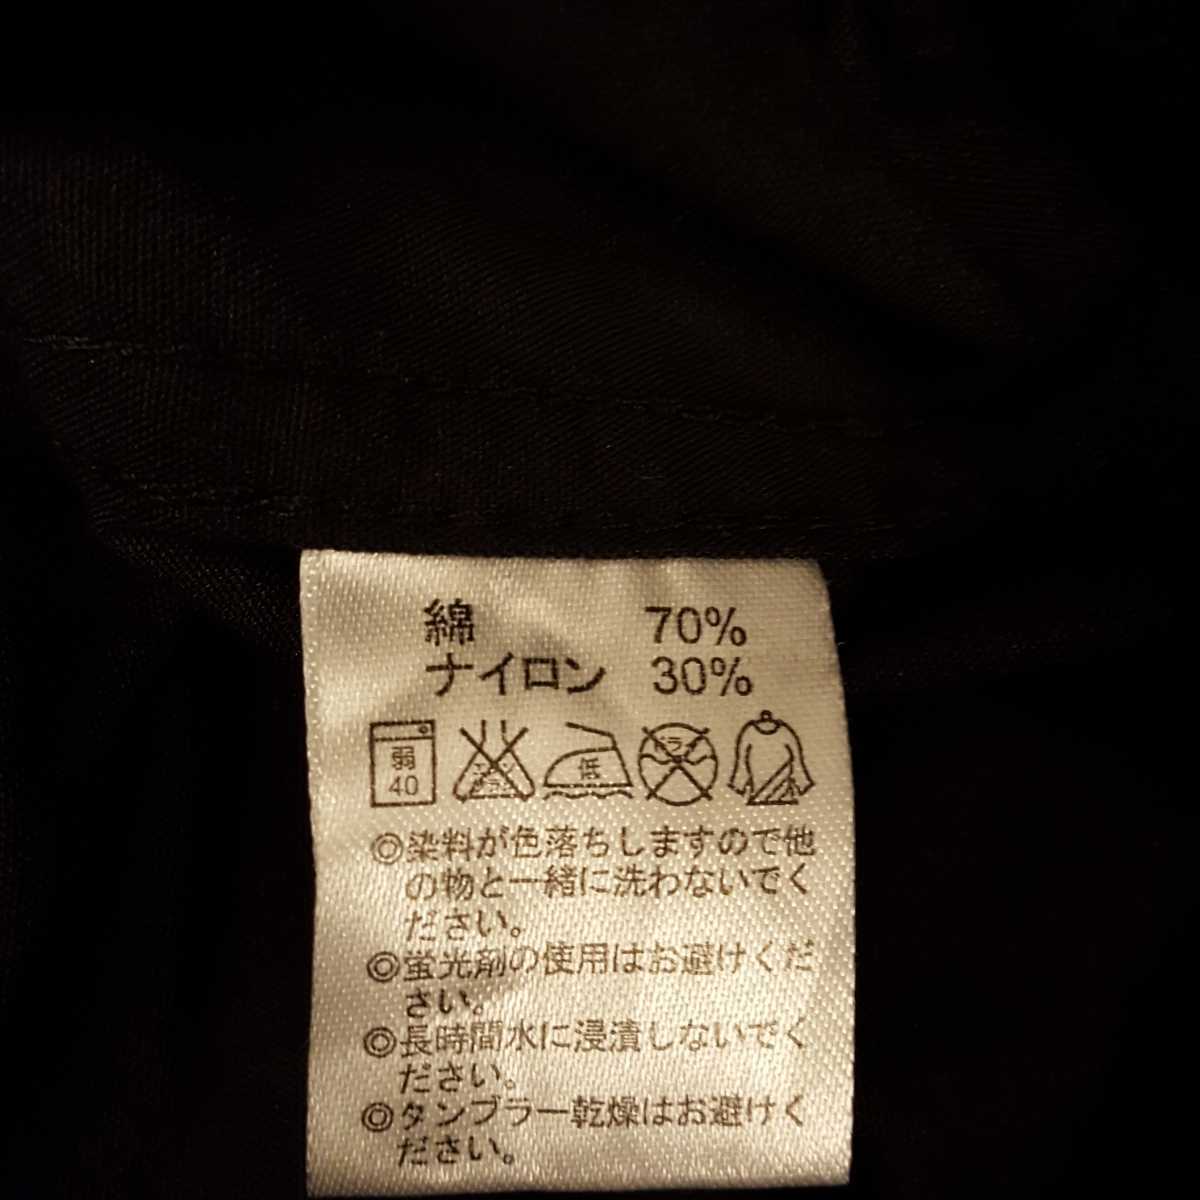 綿 70%
ナイロン 30%
弱 低
40
◎染料が色落ちしますので他
の物と一緒に洗わないでく
ださい。
◎蛍光剤の使用はお避けくだ
さい。
◎長時間水に浸漬しないでく
ださい。
◎タンブラー乾燥はお避けく
ださい。